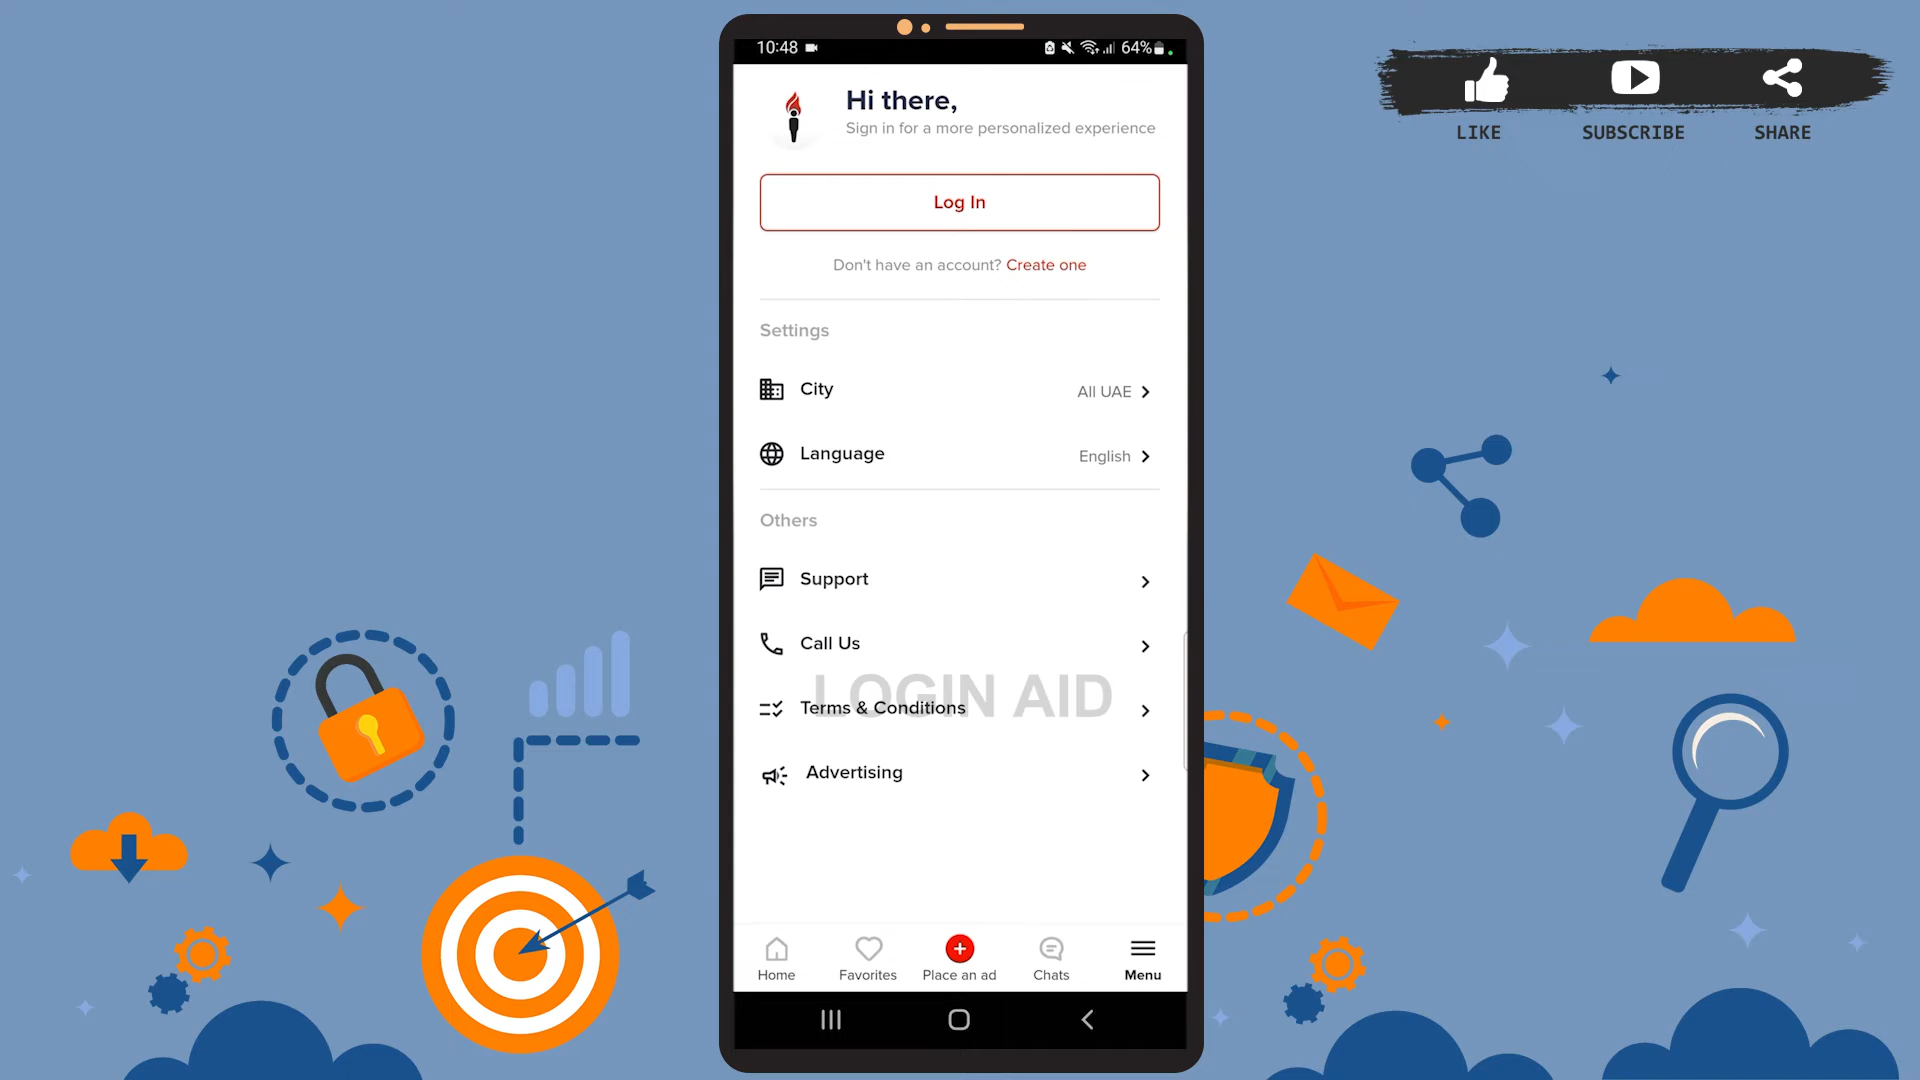 10:48
64%
LIKE
SUBSCRIBE
SHARE
Hi there,
Sign in for a more personalized experience
Log In
Don't have an account? Create one
Settings
City
All UAE
Language
English
Others
Support
Call Us
LOGIN AID
Terms & Conditions
Advertising
Home
Favorites
Place an ad
Chats
Menu